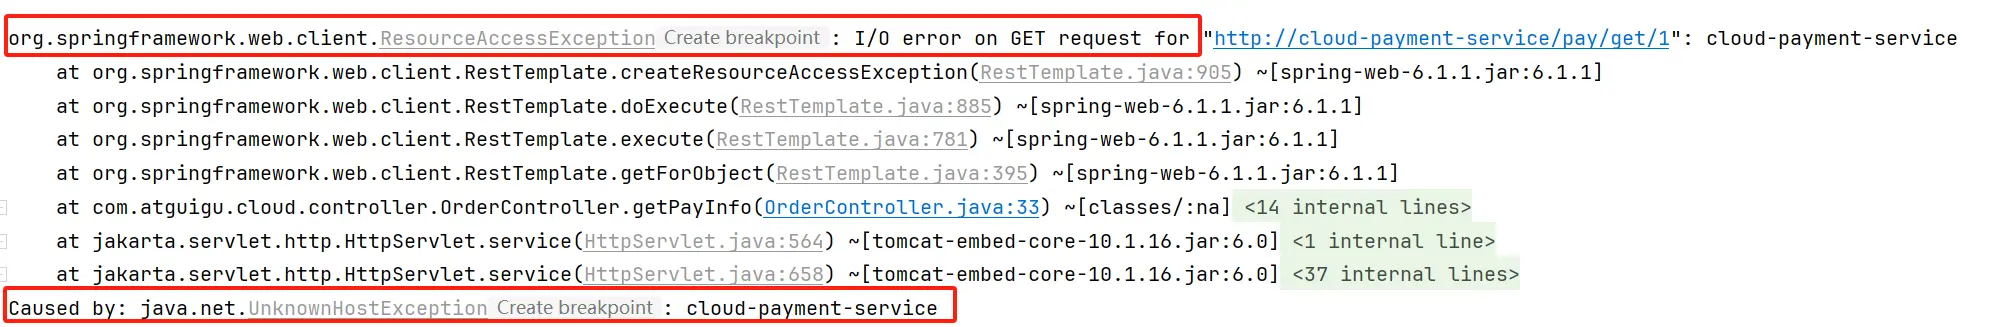 org.springframework.web.client.ResourceAccessException Create breakpoint : I/O error on GET request for "http://cloud-payment-service/pay/get/1": cloud-payment-service
at org.springframework.web.client.RestTemplate.createResourceAccessException(RestTemplate.java:905) ~[spring-web-6.1.1.jar:6.1.1]
at org.springframework.web.client.RestTemplate.doExecute(RestTemplate.java:885) ~[spring-web-6.1.1.jar:6.1.1]
at org.springframework.web.client.RestTemplate.execute(RestTemplate.java:781) ~[spring-web-6.1.1.jar:6.1.1]
at org.springframework.web.client.RestTemplate.getForObject(RestTemplate.java:395) ~[spring-web-6.1.1.jar:6.1.1]
at com.atguigu.cloud.controller.OrderController.getPayInfo(OrderController.java:33) ~[classes/:na] <14 internal lines>
at jakarta.servlet.http.HttpServlet.service(HttpServlet.java:564) ~[tomcat-embed-core-10.1.16.jar:6.0] <1 internal line>
at jakarta.servlet.http.HttpServlet.service(HttpServlet.java:658) ~[tomcat-embed-core-10.1.16.jar:6.0] <37 internal lines>
Caused by: java.net.UnknownHostException Create breakpoint : cloud-payment-service